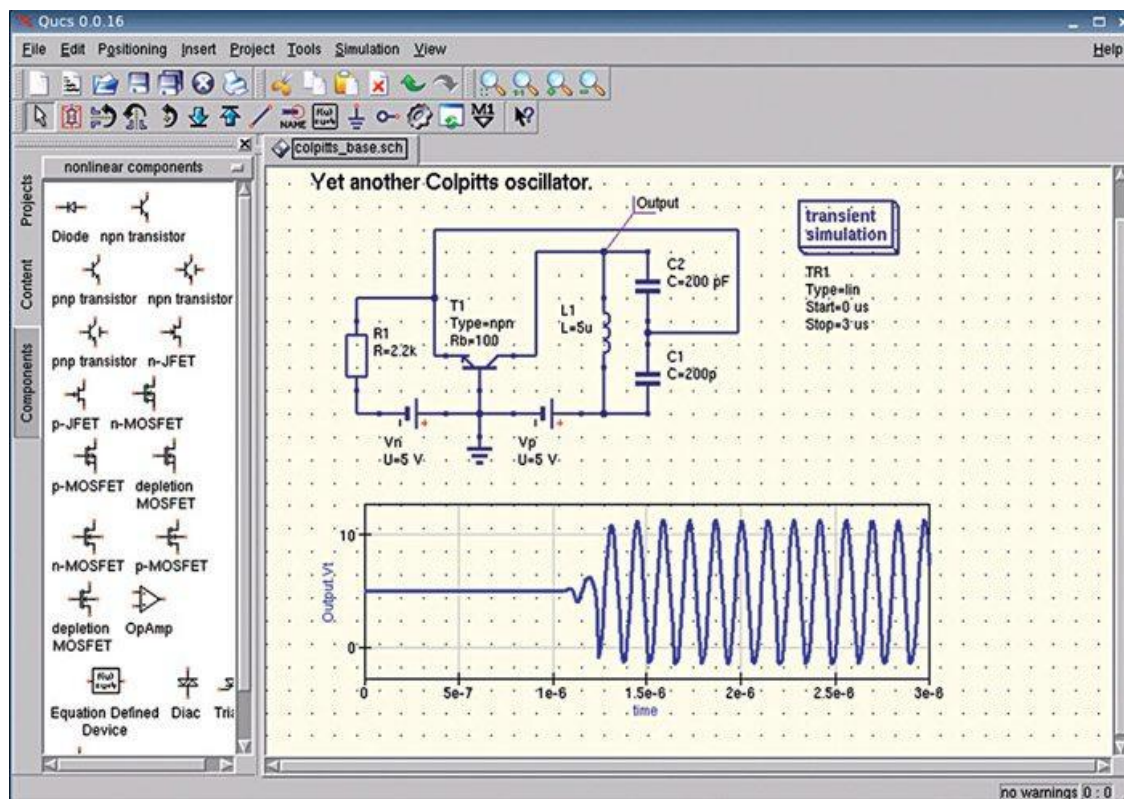 Qucs 0.0.16
File Edit Positioning Insert Project Tools Simulation View Help
NAME
M1
colpitts_base.sch
Projects
Content
Components
nonlinear components
Diode npn transistor
pnp transistor npn transistor
pnp transistor n-JFET
p-JFET n-MOSFET
p-MOSFET depletion
MOSFET
n-MOSFET p-MOSFET
depletion OpAmp
MOSFET
Equation Defined Diac
Device
Yet another Colpitts oscillator.
Output
transient
simulation
TR1
Type=lin
Start=0 us
Stop=3 us
C2
C=200 pF
T1
Type=npn
Rb=100
L1
L=5u
R1
R=2.2k
C1
C=200p
Vn
U=5 V
Vp
U=5 V
10
0
Output.Vt
0 5e-7 1e-6 1.5e-6 2e-6 2.5e-6 3e-6
time
no warnings 0 : 0